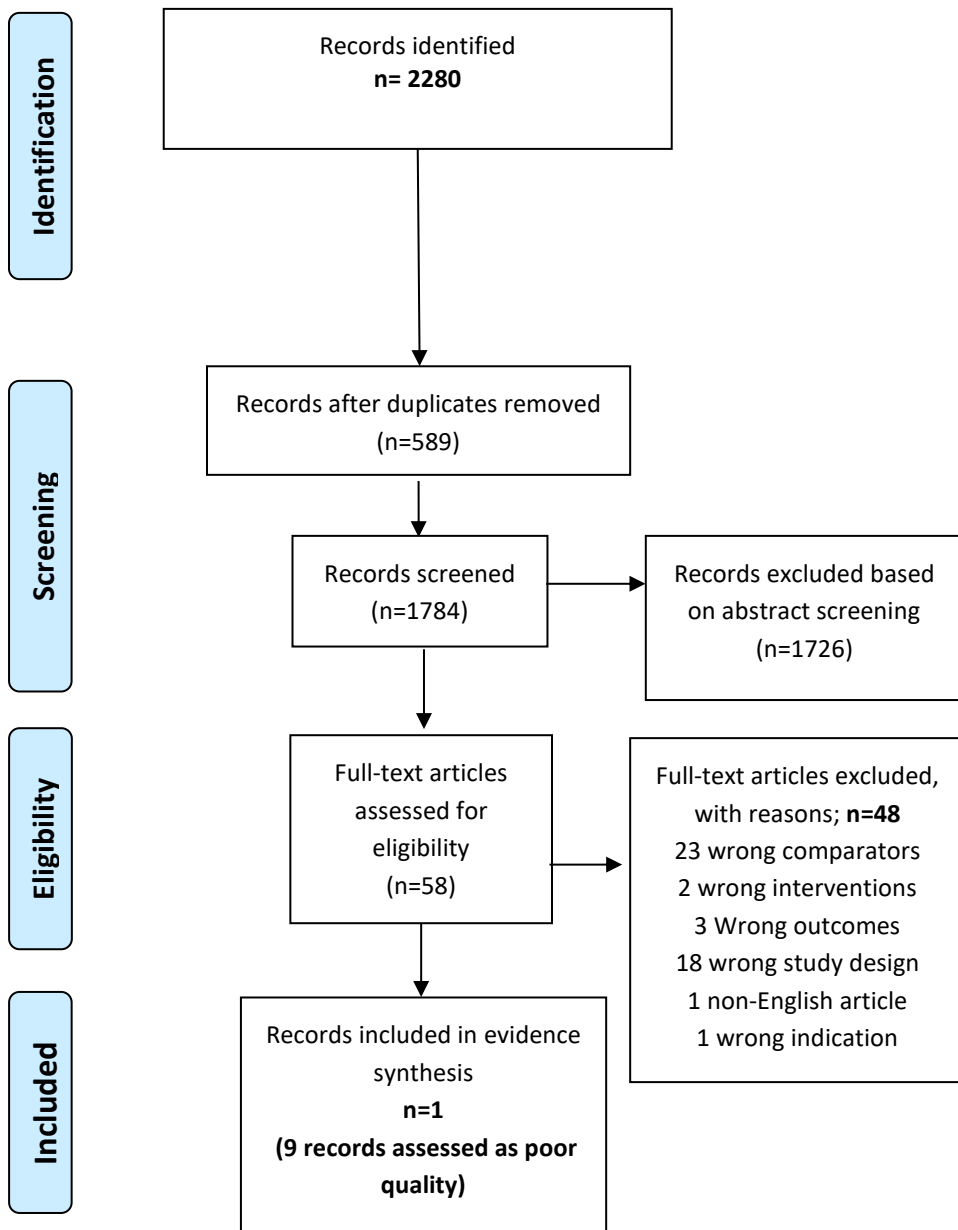 Identification
Records identified
n= 2280
Screening
Records after duplicates removed
(n=589)
Records screened
(n=1784)
Records excluded based
on abstract screening
(n=1726)
Eligibility
Full-text articles
assessed for
eligibility
(n=58)
Full-text articles excluded,
with reasons; n=48
23 wrong comparators
2 wrong interventions
3 Wrong outcomes
18 wrong study design
1 non-English article
1 wrong indication
Included
Records included in evidence
synthesis
n=1
(9 records assessed as poor
quality)